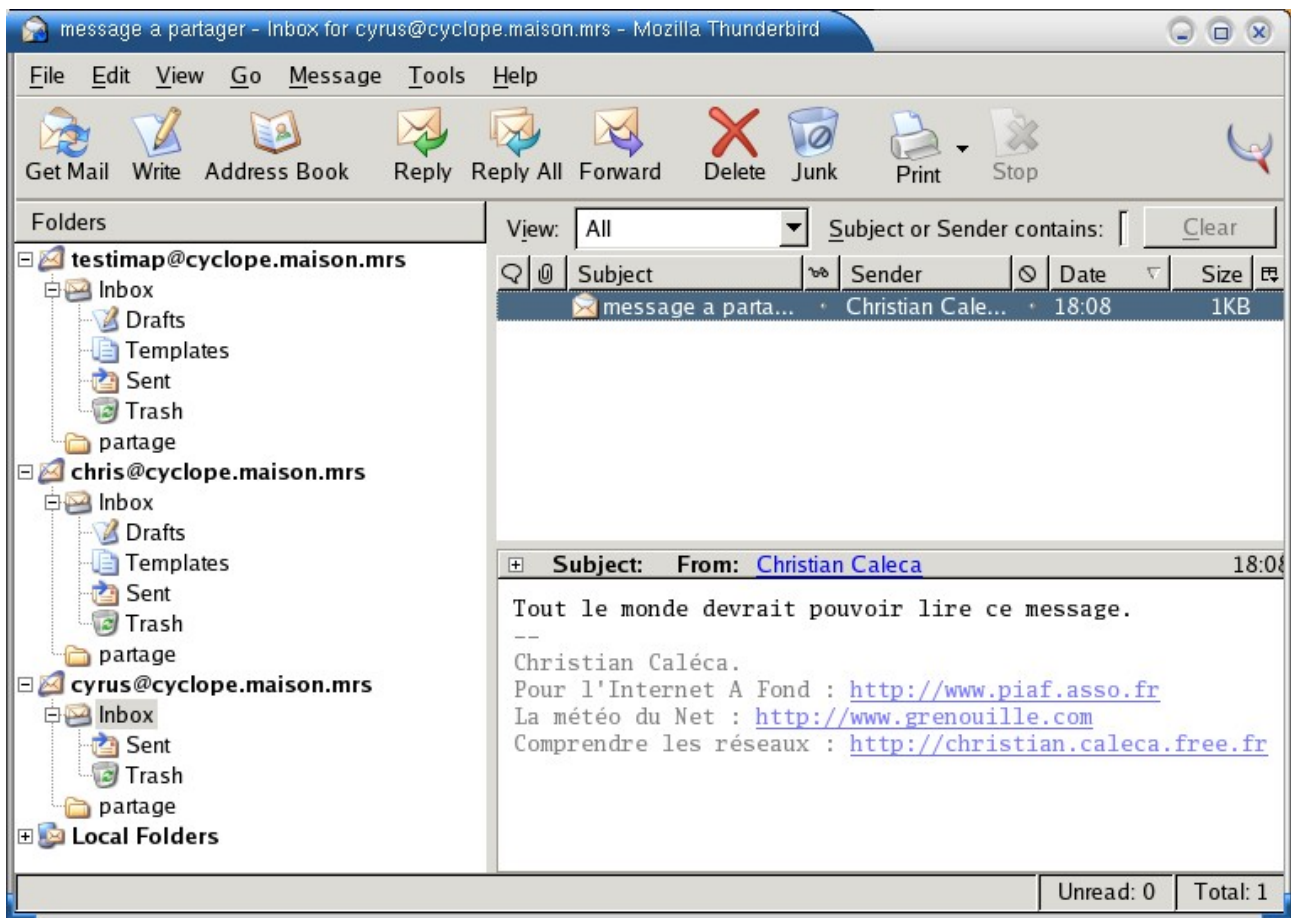 message a partager - Inbox for cyrus@cyclope.maison.mrs - Mozilla Thunderbird
File Edit View Go Message Tools Help
Get Mail Write Address Book Reply Reply All Forward Delete Junk Print Stop
Folders
testimap@cyclope.maison.mrs
Inbox
Drafts
Templates
Sent
Trash
partage
chris@cyclope.maison.mrs
Inbox
Drafts
Templates
Sent
Trash
partage
cyrus@cyclope.maison.mrs
Inbox
Sent
Trash
partage
Local Folders
View: All Subject or Sender contains: Clear
Subject Sender Date Size
message a parta... Christian Cale... 18:08 1KB
Subject: From: Christian Caleca 18:08
Tout le monde devrait pouvoir lire ce message.
--
Christian Caléca.
Pour l'Internet A Fond : http://www.piaf.asso.fr
La météo du Net : http://www.grenouille.com
Comprendre les réseaux : http://christian.caleca.free.fr
Unread: 0 Total: 1